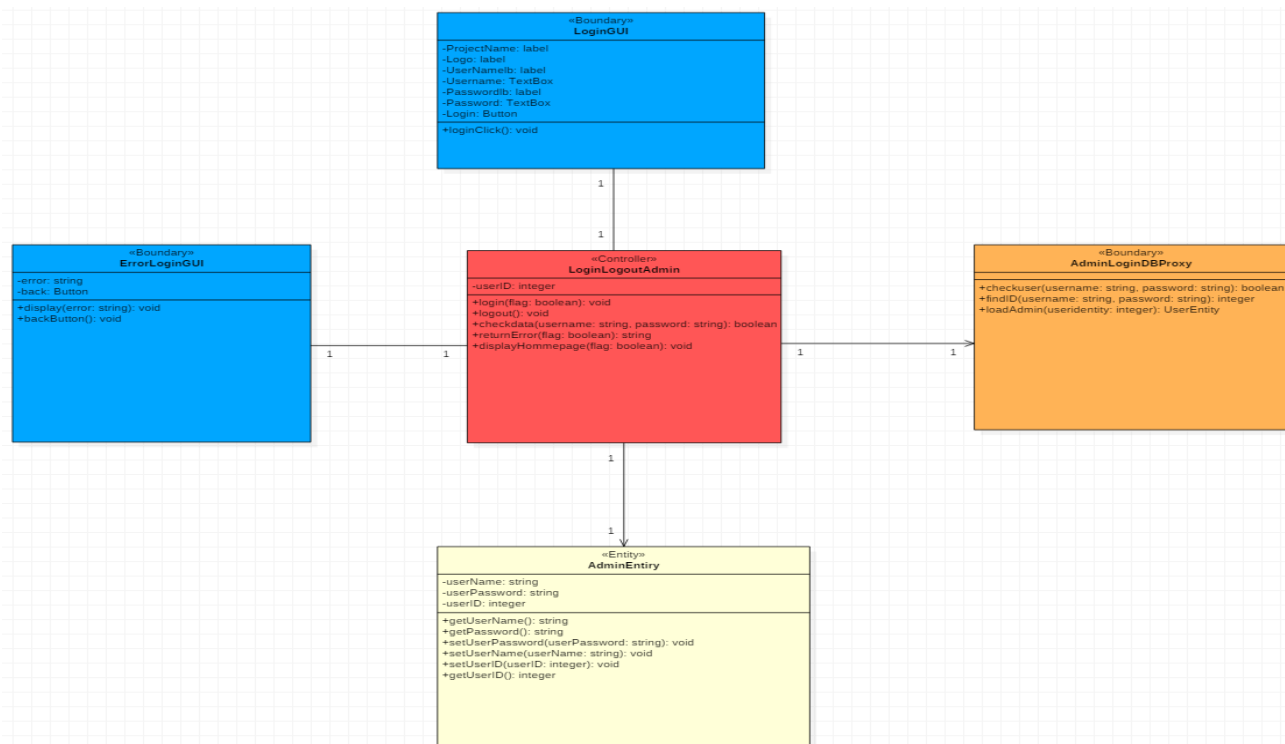 «Boundary»
LoginGUI
-ProjectName: label
-Logo: label
-UserNamelb: label
-Username: TextBox
-Passwordlb: label
-Password: TextBox
-Login: Button
+loginClick(): void
1
1
«Boundary»
ErrorLoginGUI
-error: string
-back: Button
+display(error: string): void
+backButton(): void
1
1
«Controller»
LoginLogoutAdmin
-userID: integer
+login(flag: boolean): void
+logout(): void
+checkdata(username: string, password: string): boolean
+returnError(flag: boolean): string
+displayHommepage(flag: boolean): void
1
1
«Boundary»
AdminLoginDBProxy
+checkuser(username: string, password: string): boolean
+findID(username: string, password: string): integer
+loadAdmin(useridentity: integer): UserEntity
1
1
«Entity»
AdminEntiry
-userName: string
-userPassword: string
-userID: integer
+getUserName(): string
+getPassword(): string
+setUserPassword(userPassword: string): void
+setUserName(userName: string): void
+setUserID(userID: integer): void
+getUserID(): integer